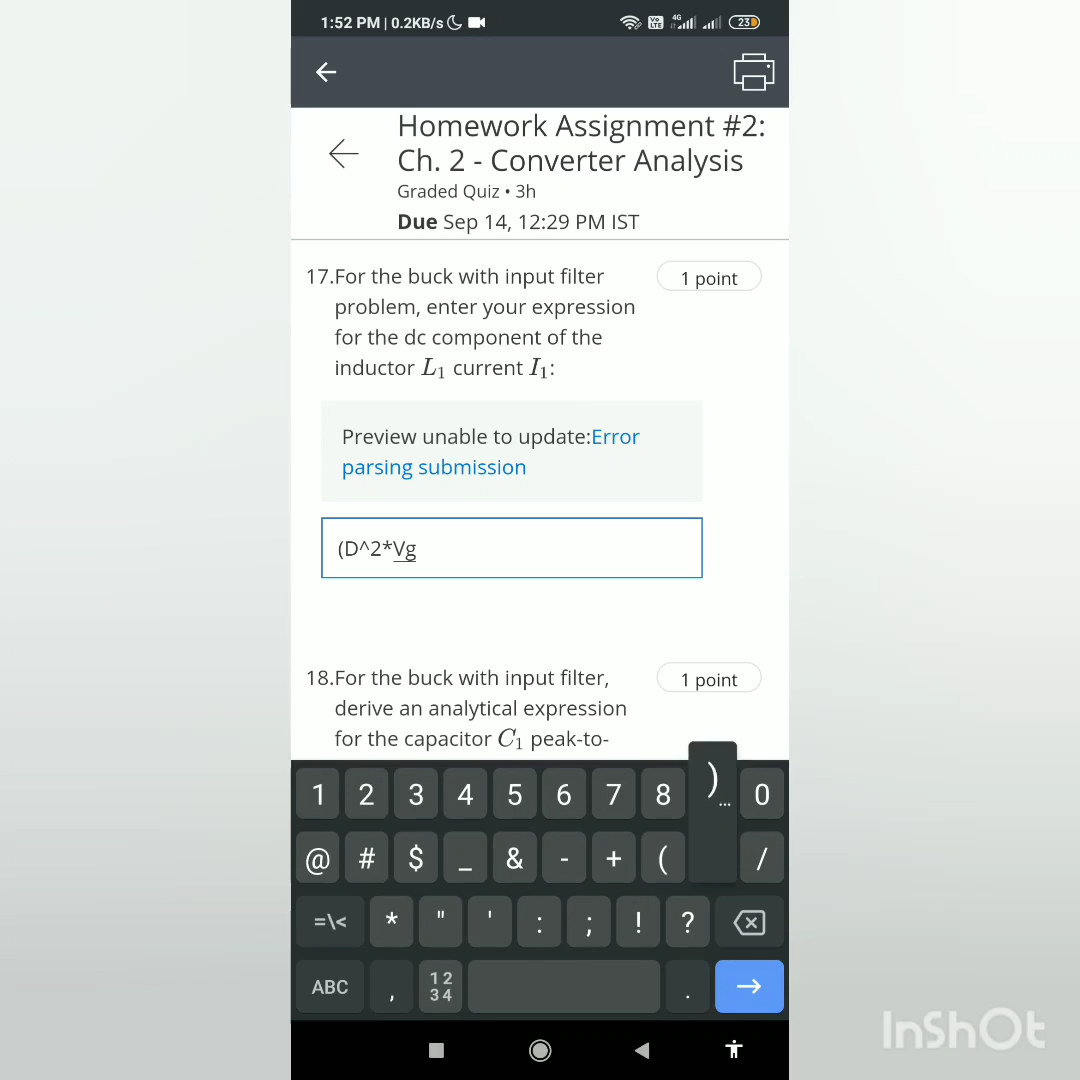 1:52 PM | 0.2KB/s
Vo LTE 4G 23
Homework Assignment #2:
Ch. 2 - Converter Analysis
Graded Quiz • 3h
Due Sep 14, 12:29 PM IST
17.For the buck with input filter
1 point
problem, enter your expression
for the dc component of the
inductor L₁ current I₁:
Preview unable to update:Error
parsing submission
(D^2*Vg
18.For the buck with input filter,
1 point
derive an analytical expression
for the capacitor C₁ peak-to-
1 2 3 4 5 6 7 8 ) ... 0
@ # $ _ & - + ( /
=\< * " ' : ; ! ?
ABC , 12 34 .
InShOt